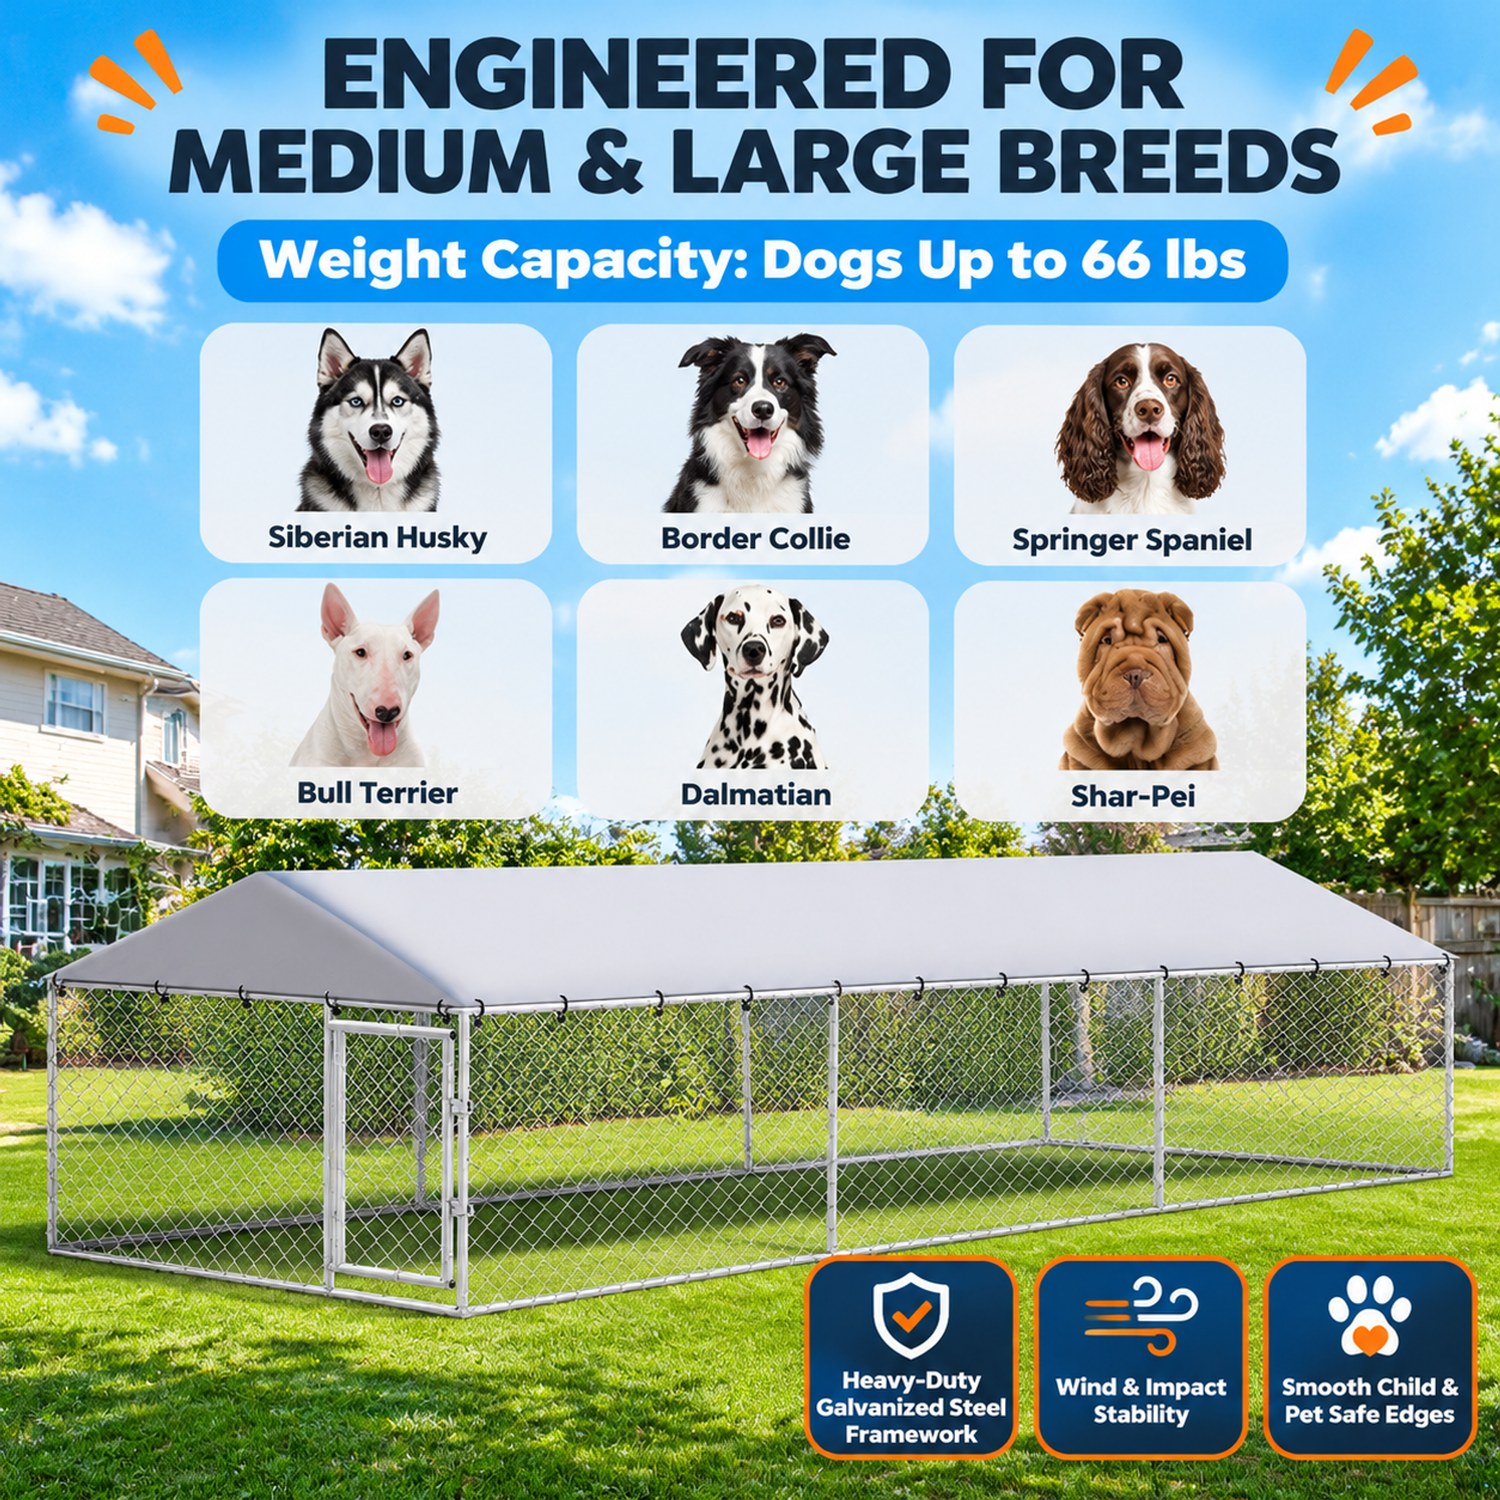 ENGINEERED FOR
MEDIUM & LARGE BREEDS
Weight Capacity: Dogs Up to 66 lbs
Siberian Husky
Border Collie
Springer Spaniel
Bull Terrier
Dalmatian
Shar-Pei
Heavy-Duty
Galvanized Steel
Framework
Wind & Impact
Stability
Smooth Child &
Pet Safe Edges